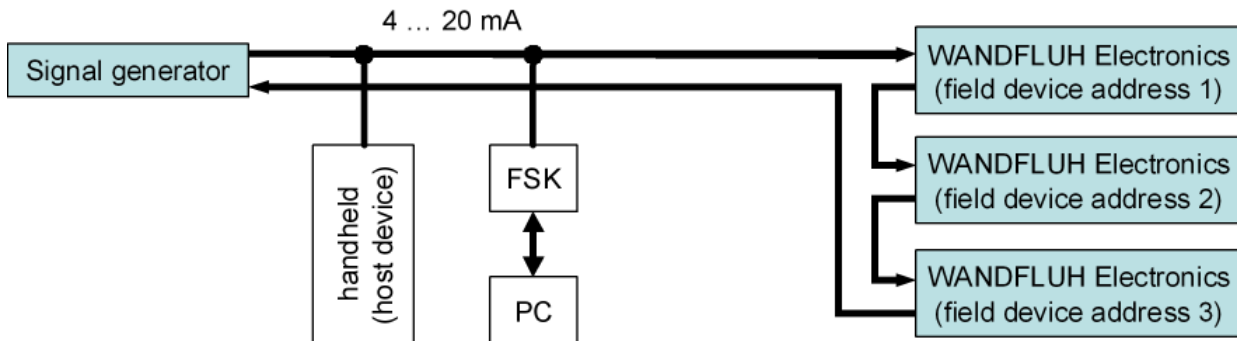 4 ... 20 mA
Signal generator
WANDFLUH Electronics
(field device address 1)
WANDFLUH Electronics
(field device address 2)
WANDFLUH Electronics
(field device address 3)
handheld
(host device)
FSK
PC